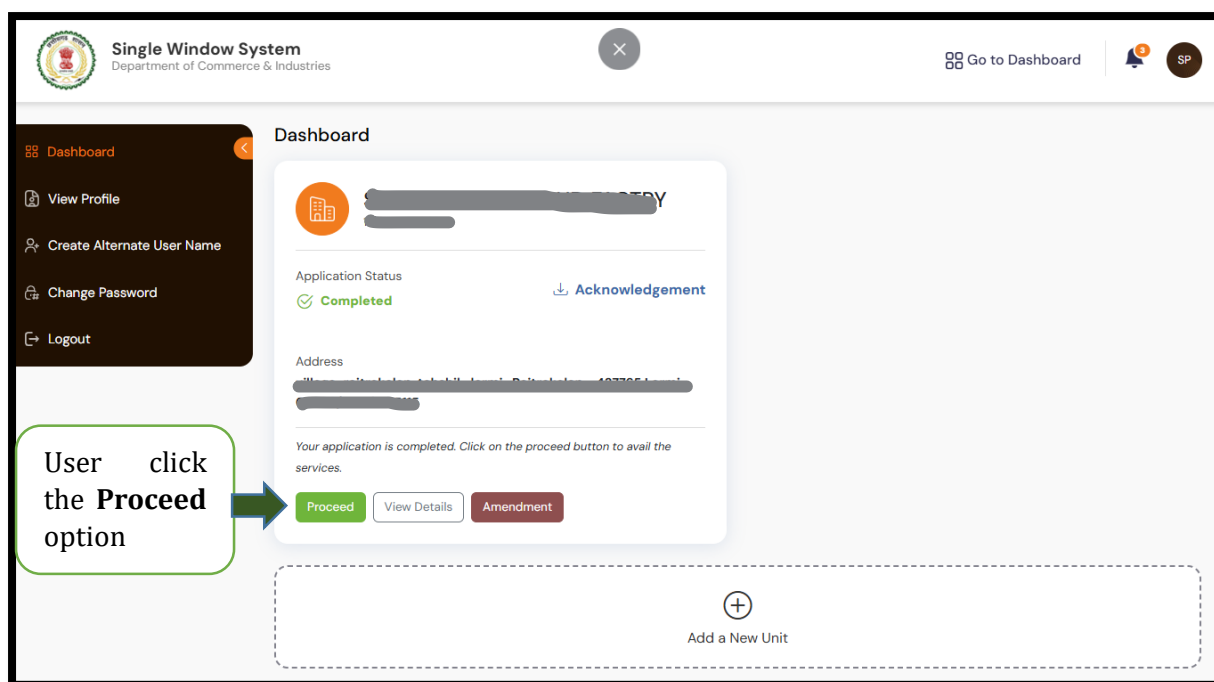 Single Window System
Department of Commerce & Industries
Go to Dashboard
3
SP
Dashboard
View Profile
Create Alternate User Name
Change Password
Logout
Dashboard
Application Status
Completed
Acknowledgement
Address
Your application is completed. Click on the proceed button to avail the
services.
Proceed
View Details
Amendment
User click
the Proceed
option
Add a New Unit